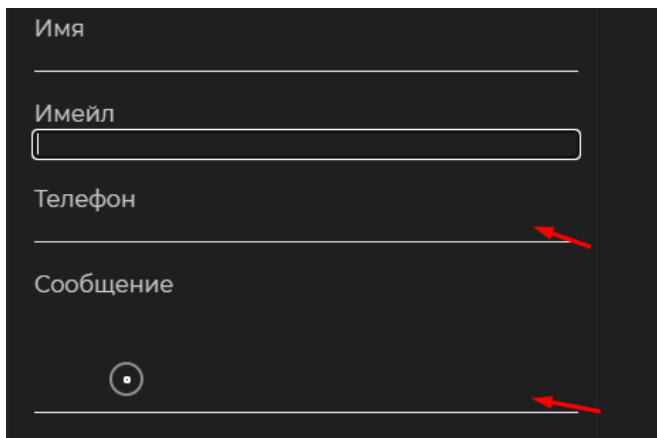 Имя
Имейл
Телефон
Сообщение